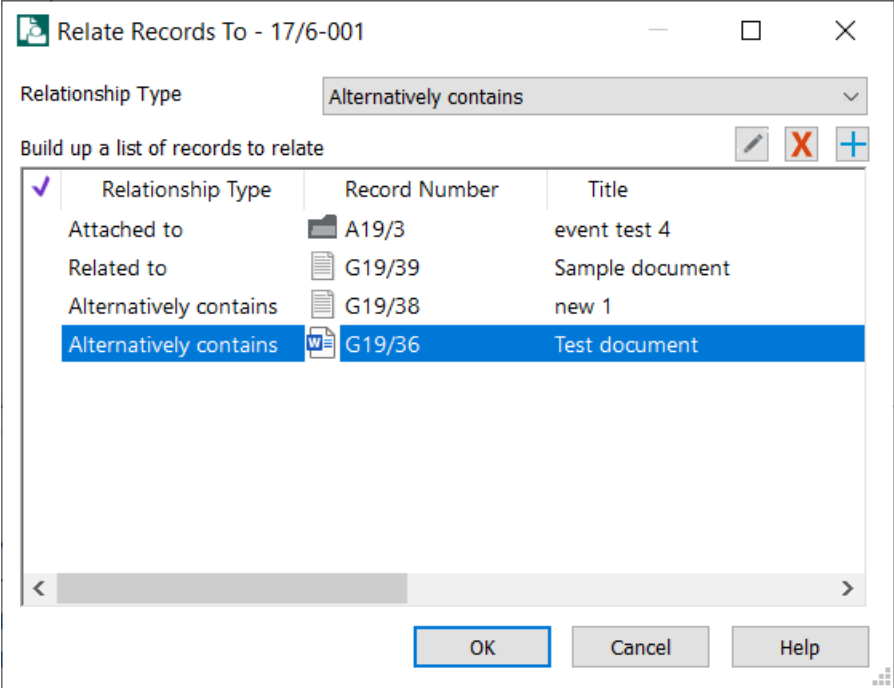 Relate Records To - 17/6-001
Relationship Type Alternatively contains
Build up a list of records to relate
Relationship Type Record Number Title
Attached to A19/3 event test 4
Related to G19/39 Sample document
Alternatively contains G19/38 new 1
Alternatively contains G19/36 Test document
OK Cancel Help